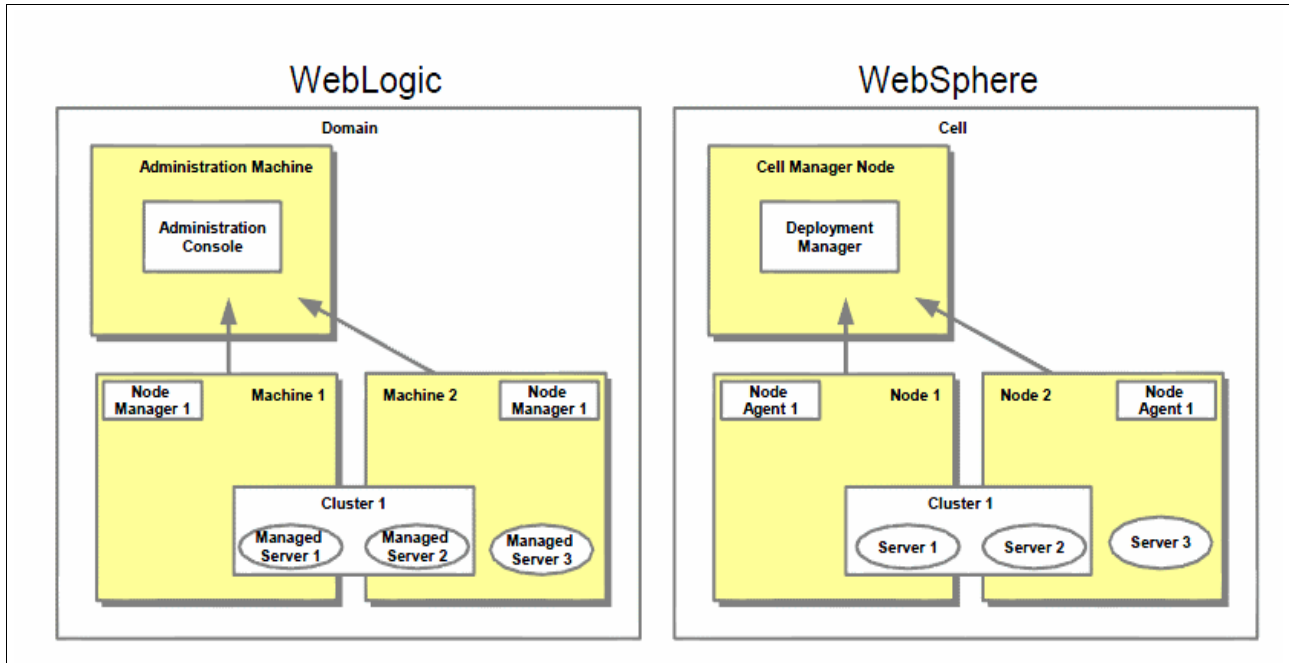 WebLogic
Domain
Administration Machine
Administration
Console
Node
Manager 1
Machine 1
Machine 2
Node
Manager 1
Cluster 1
Managed
Server 1
Managed
Server 2
Managed
Server 3
WebSphere
Cell
Cell Manager Node
Deployment
Manager
Node
Agent 1
Node 1
Node 2
Node
Agent 1
Cluster 1
Server 1
Server 2
Server 3